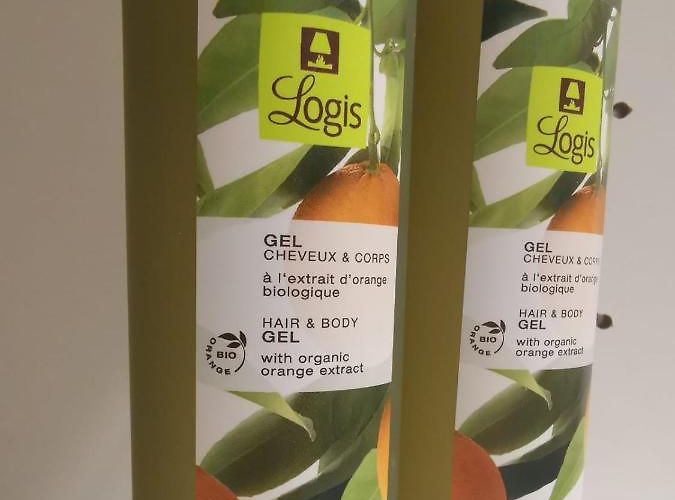 Logis
GEL
CHEVEUX & CORPS
à l'extrait d'orange
biologique
HAIR & BODY
GEL
with organic
orange extract
BIO
ORANGE
Logis
GEL
CHEVEUX & CORPS
à l'extrait d'orange
biologique
HAIR & BODY
GEL
with organic
orange extract
BIO
ORANGE